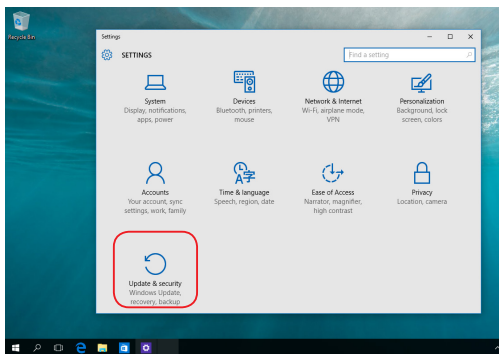 Recycle Bin
Settings
SETTINGS
Find a setting
System
Display, notifications,
apps, power
Devices
Bluetooth, printers,
mouse
Network & Internet
Wi-Fi, airplane mode,
VPN
Personalization
Background, lock
screen, colors
Accounts
Your account, sync
settings, work, family
Time & language
Speech, region, date
Ease of Access
Narrator, magnifier,
high contrast
Privacy
Location, camera
Update & security
Windows Update,
recovery, backup